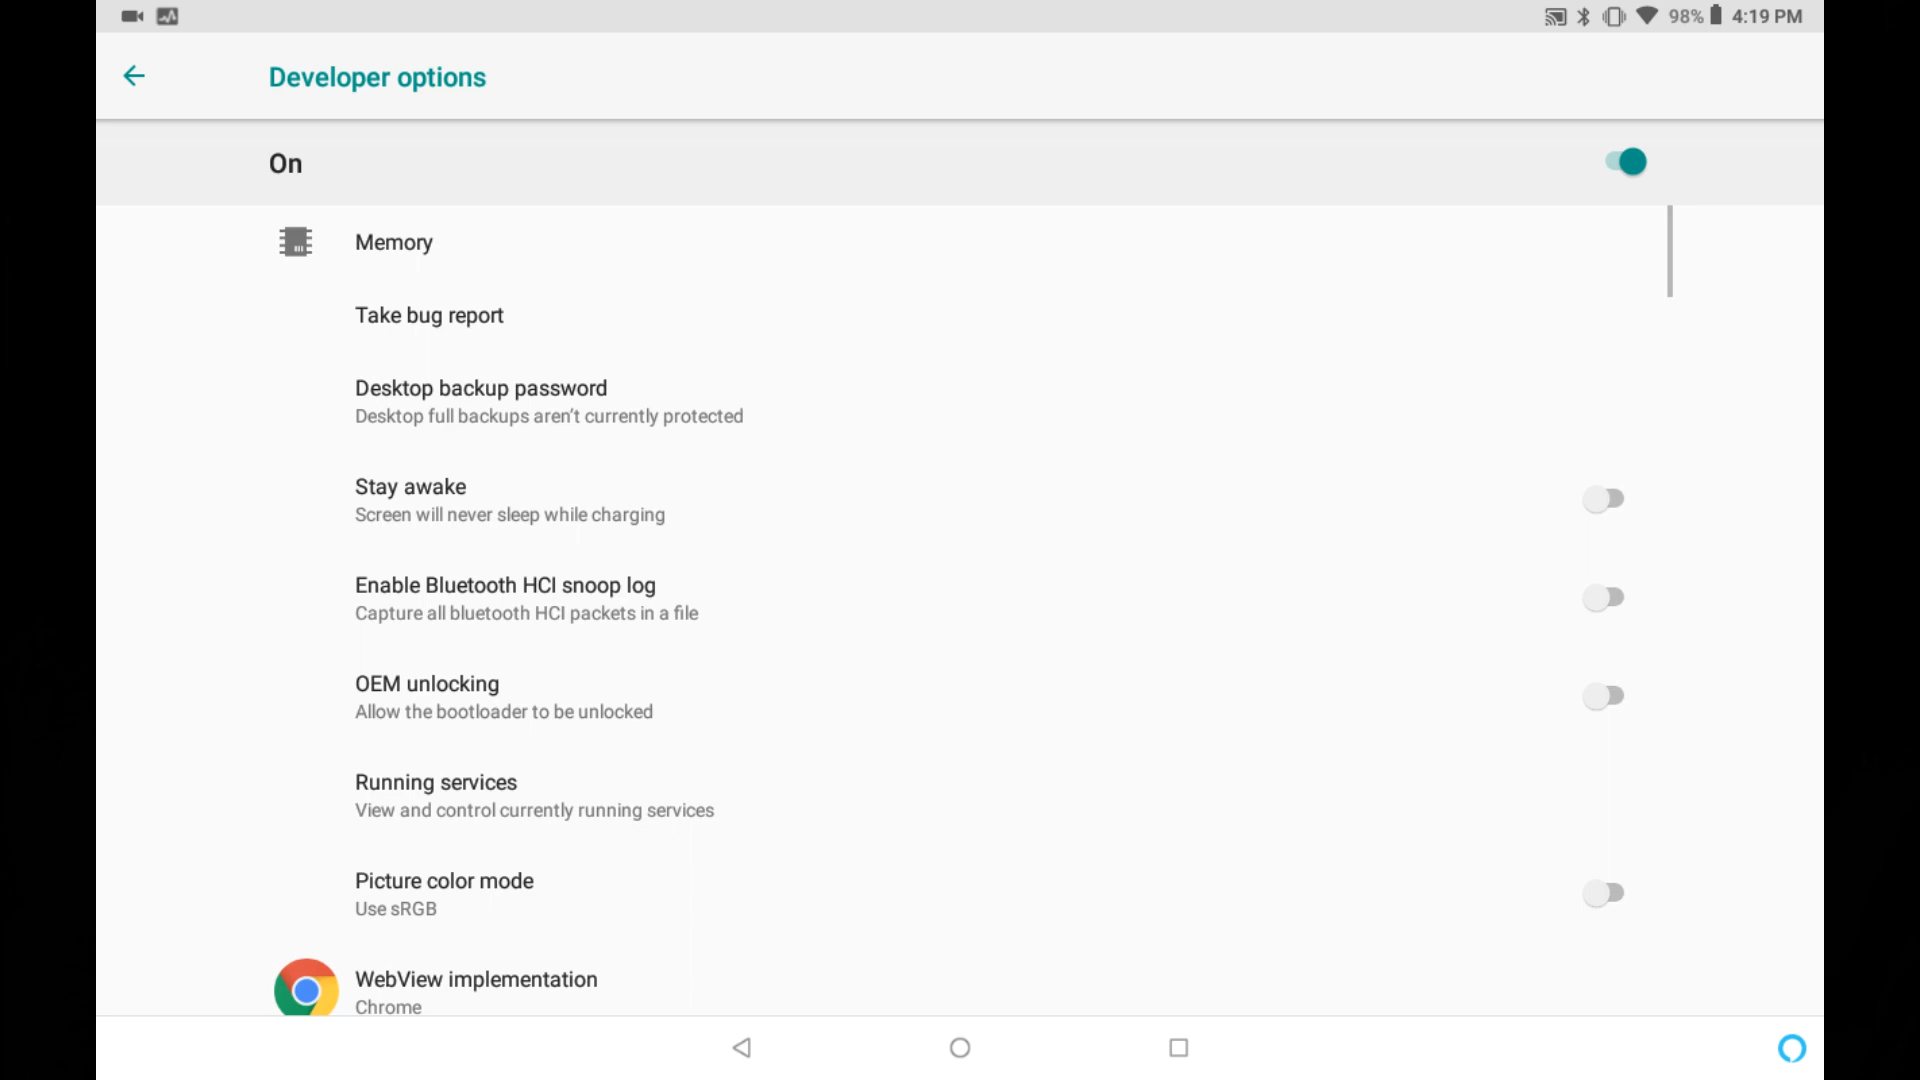 98% 4:19 PM
Developer options
On
Memory
Take bug report
Desktop backup password
Desktop full backups aren't currently protected
Stay awake
Screen will never sleep while charging
Enable Bluetooth HCI snoop log
Capture all bluetooth HCI packets in a file
OEM unlocking
Allow the bootloader to be unlocked
Running services
View and control currently running services
Picture color mode
Use sRGB
WebView implementation
Chrome